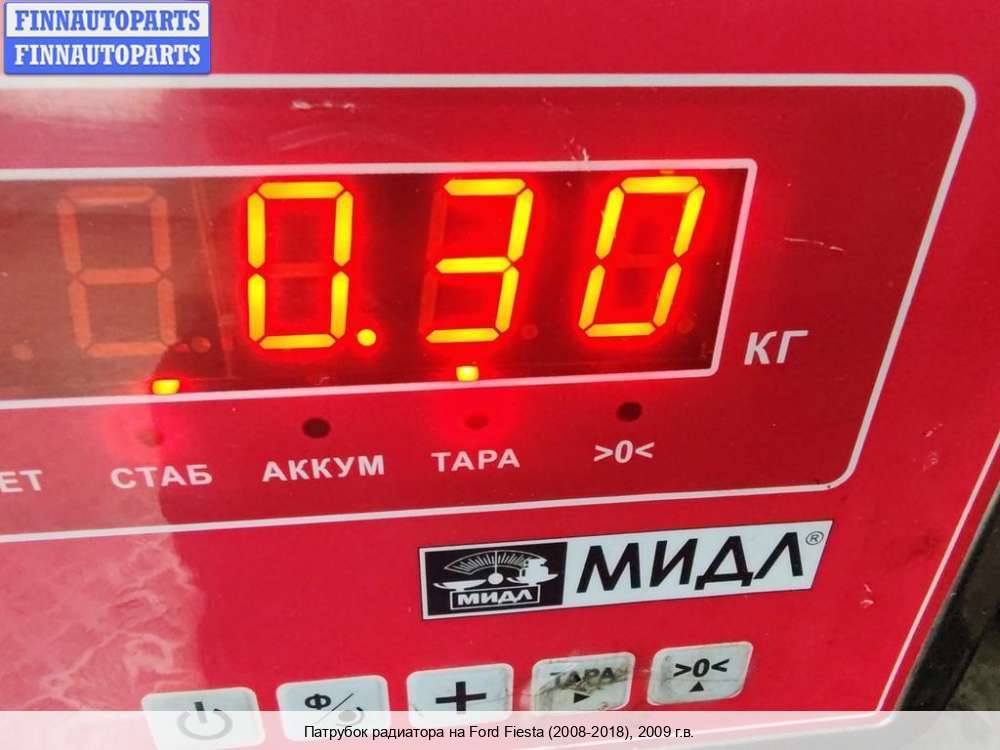 FINNAUTOPARTS
FINNAUTOPARTS
0.30
КГ
ЕТ СТАБ АККУМ ТАРА >0<
МИДЛ МИДЛ®
Ф ТАРА >0<
Патрубок радиатора на Ford Fiesta (2008-2018), 2009 г.в.